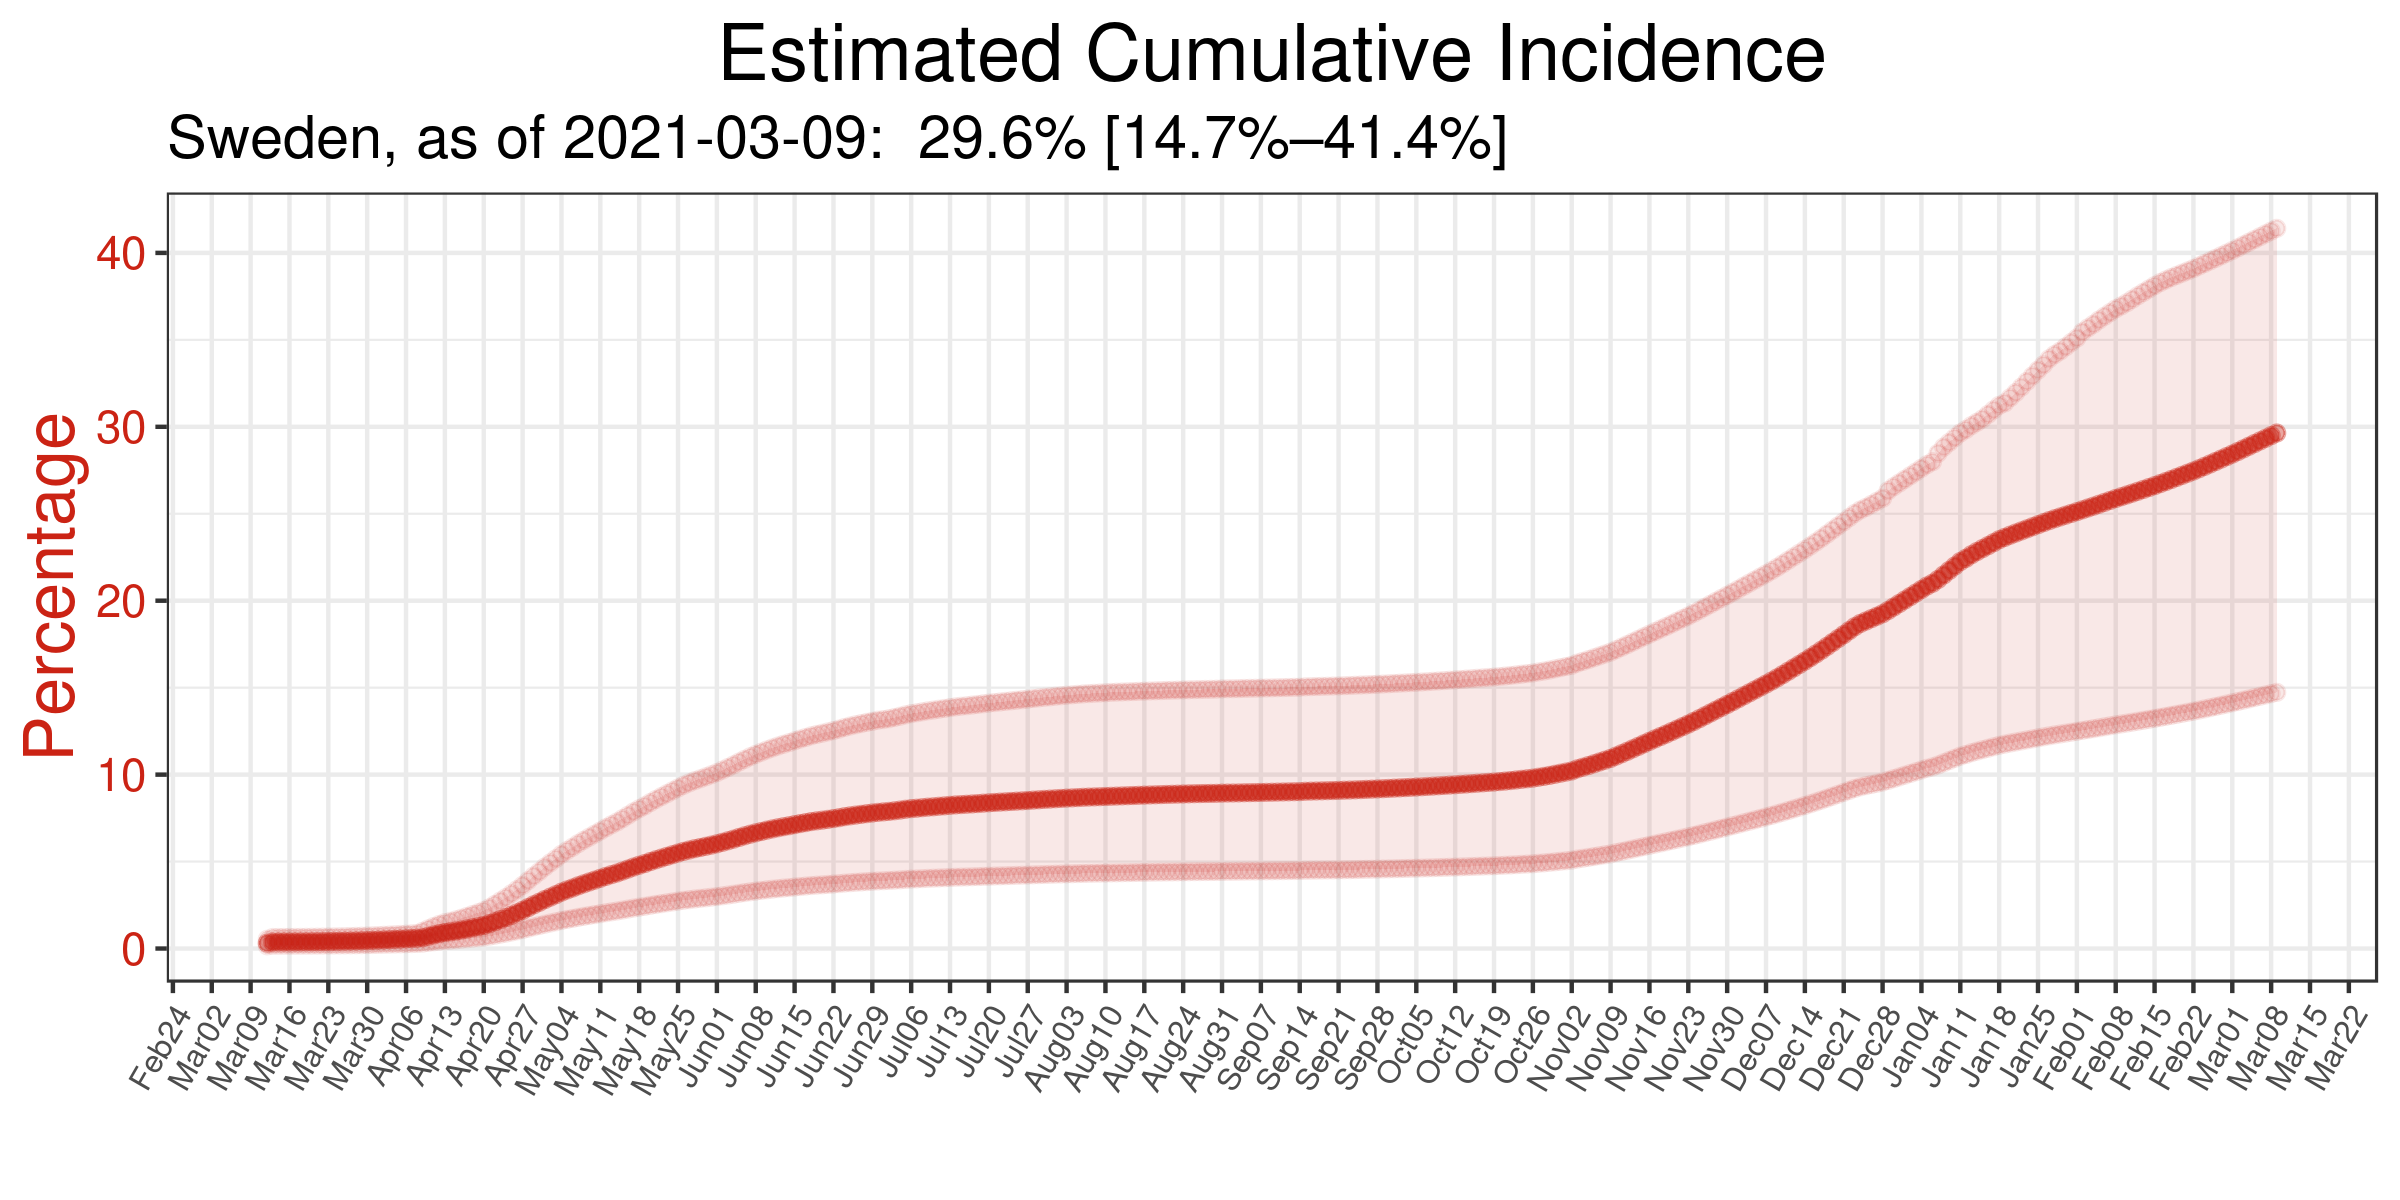 Estimated Cumulative Incidence
Sweden, as of 2021-03-09: 29.6% [14.7%–41.4%]
Percentage
40
30
20
10
0
Feb24
Mar02
Mar09
Mar16
Mar23
Mar30
Apr06
Apr13
Apr20
Apr27
May04
May11
May18
May25
Jun01
Jun08
Jun15
Jun22
Jun29
Jul06
Jul13
Jul20
Jul27
Aug03
Aug10
Aug17
Aug24
Aug31
Sep07
Sep14
Sep21
Sep28
Oct05
Oct12
Oct19
Oct26
Nov02
Nov09
Nov16
Nov23
Nov30
Dec07
Dec14
Dec21
Dec28
Jan04
Jan11
Jan18
Jan25
Feb01
Feb08
Feb15
Feb22
Mar01
Mar08
Mar15
Mar22